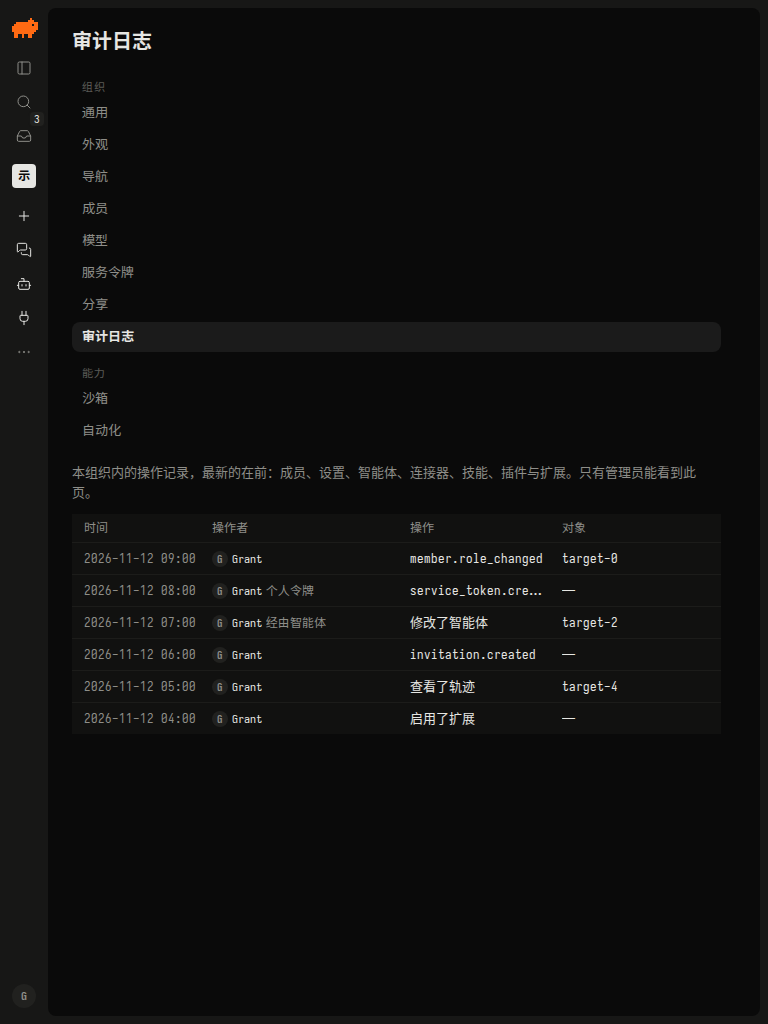 审计日志
组织
通用
外观
3
导航
示
成员
模型
服务令牌
分享
审计日志
能力
沙箱
自动化
本组织内的操作记录，最新的在前：成员、设置、智能体、连接器、技能、插件与扩展。只有管理员能看到此
页。
时间 操作者 操作 对象
2026-11-12 09:00 G Grant member.role_changed target-0
2026-11-12 08:00 G Grant 个人令牌 service_token.cre… —
2026-11-12 07:00 G Grant 经由智能体 修改了智能体 target-2
2026-11-12 06:00 G Grant invitation.created —
2026-11-12 05:00 G Grant 查看了轨迹 target-4
2026-11-12 04:00 G Grant 启用了扩展 —
G